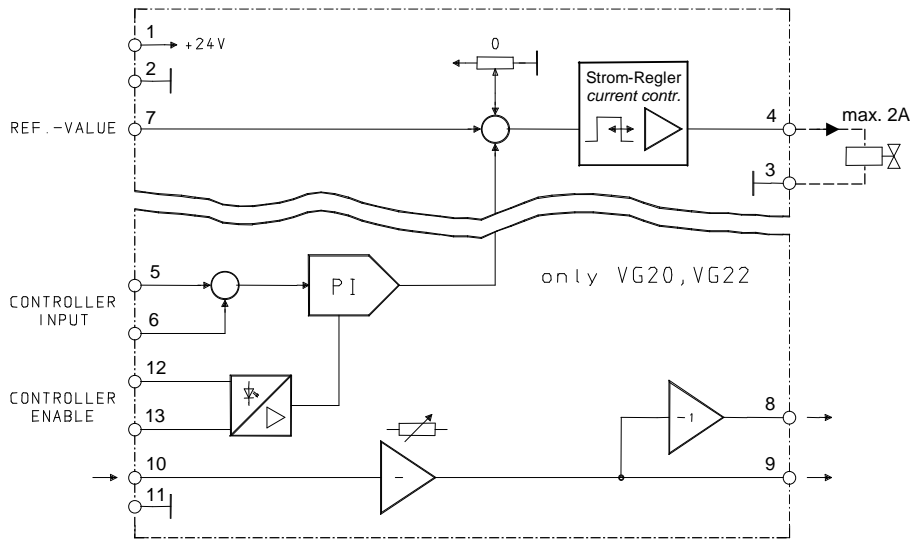 1
+24V
2
0
Strom-Regler
current contr.
REF.-VALUE
7
4
max. 2A
3
only VG20,VG22
5
PI
CONTROLLER
INPUT
6
12
CONTROLLER
ENABLE
13
-1
8
10
-
9
11